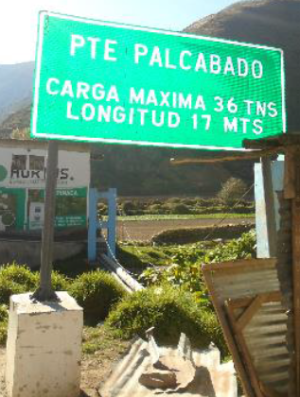 PTE PALCABADO
CARGA MAXIMA 36 TNS
LONGITUD 17 MTS